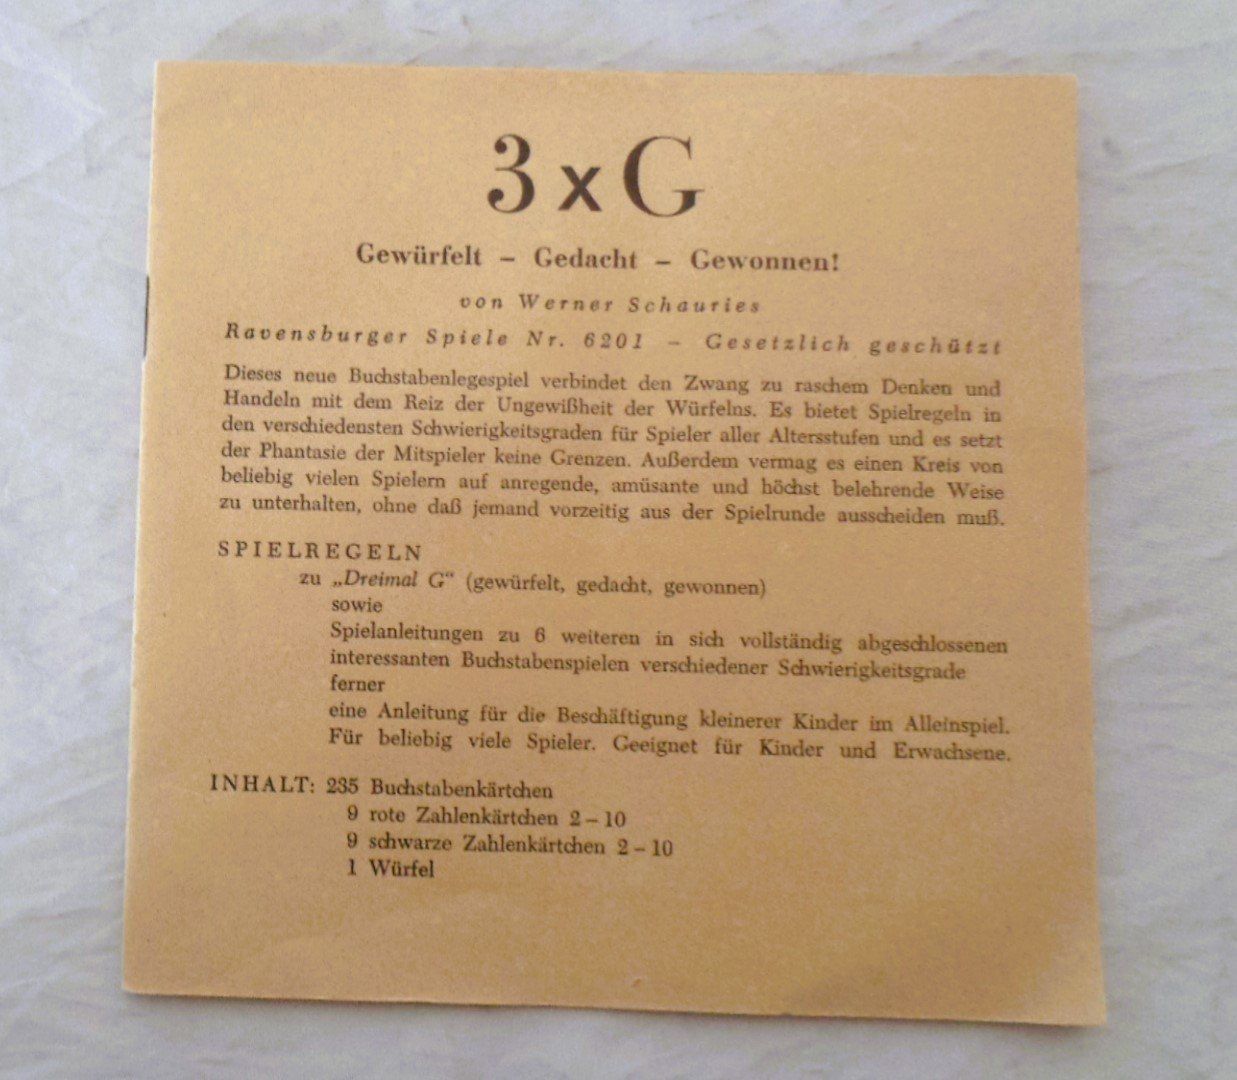 3 x G
Gewürfelt – Gedacht – Gewonnen!
von Werner Schauries
Ravensburger Spiele Nr. 6201 – Gesetzlich geschützt
Dieses neue Buchstabenlegespiel verbindet den Zwang zu raschem Denken und
Handeln mit dem Reiz der Ungewißheit der Würfelns. Es bietet Spielregeln in
den verschiedensten Schwierigkeitsgraden für Spieler aller Altersstufen und es setzt
der Phantasie der Mitspieler keine Grenzen. Außerdem vermag es einen Kreis von
beliebig vielen Spielern auf anregende, amüsante und höchst belehrende Weise
zu unterhalten, ohne daß jemand vorzeitig aus der Spielrunde ausscheiden muß.
SPIELREGELN
zu „Dreimal G“ (gewürfelt, gedacht, gewonnen)
sowie
Spielanleitungen zu 6 weiteren in sich vollständig abgeschlossenen
interessanten Buchstabenspielen verschiedener Schwierigkeitsgrade
ferner
eine Anleitung für die Beschäftigung kleinerer Kinder im Alleinspiel.
Für beliebig viele Spieler. Geeignet für Kinder und Erwachsene.
INHALT: 235 Buchstabenkärtchen
9 rote Zahlenkärtchen 2 – 10
9 schwarze Zahlenkärtchen 2 – 10
1 Würfel